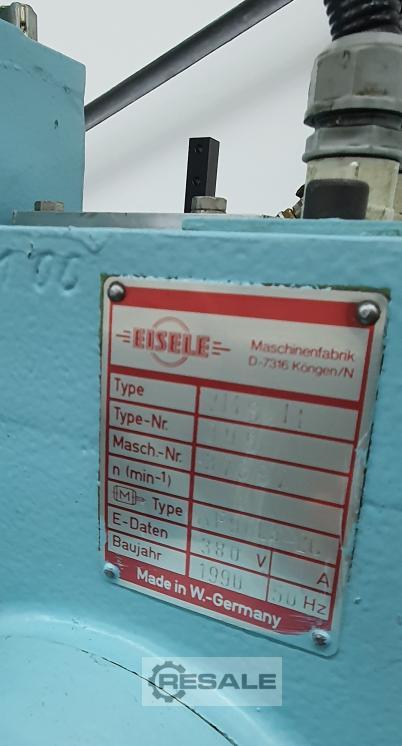 EISELE
Maschinenfabrik
D-7316 Köngen/N
Type
Type-Nr.
Masch.-Nr.
n (min-1)
M Type
E-Daten 380 V A
Baujahr 1990 50 Hz
Made in W.-Germany
RESALE